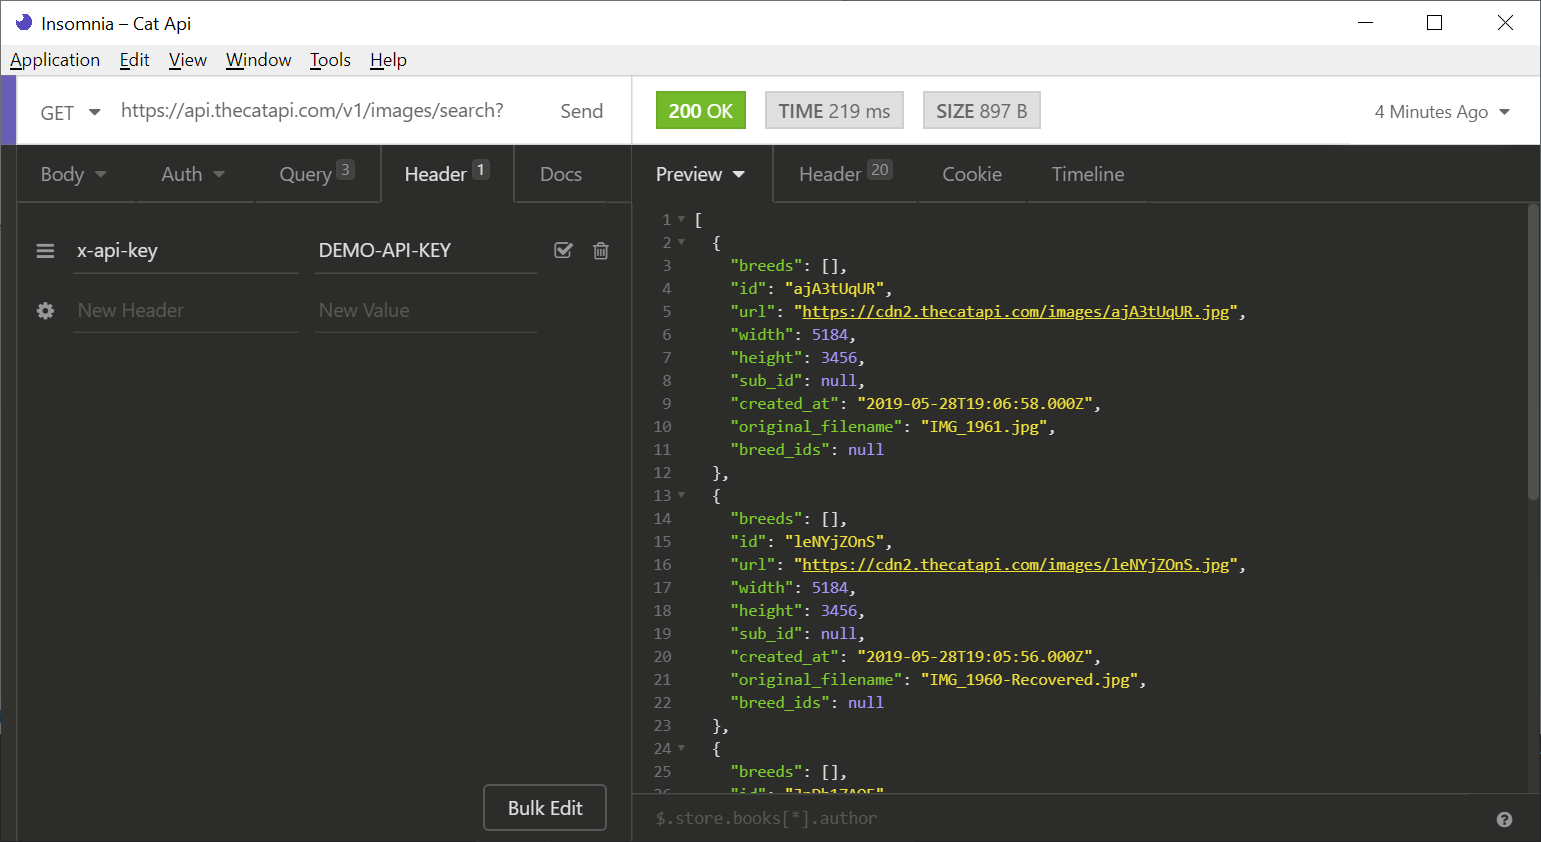 Insomnia – Cat Api
Application Edit View Window Tools Help
GET https://api.thecatapi.com/v1/images/search? Send
200 OK TIME 219 ms SIZE 897 B 4 Minutes Ago
Body Auth Query 3 Header 1 Docs
Preview Header 20 Cookie Timeline
x-api-key DEMO-API-KEY
New Header New Value
Bulk Edit
1 [
2 {
3 "breeds": [],
4 "id": "ajA3tUqUR",
5 "url": "https://cdn2.thecatapi.com/images/ajA3tUqUR.jpg",
6 "width": 5184,
7 "height": 3456,
8 "sub_id": null,
9 "created_at": "2019-05-28T19:06:58.000Z",
10 "original_filename": "IMG_1961.jpg",
11 "breed_ids": null
12 },
13 {
14 "breeds": [],
15 "id": "leNYjZOnS",
16 "url": "https://cdn2.thecatapi.com/images/leNYjZOnS.jpg",
17 "width": 5184,
18 "height": 3456,
19 "sub_id": null,
20 "created_at": "2019-05-28T19:05:56.000Z",
21 "original_filename": "IMG_1960-Recovered.jpg",
22 "breed_ids": null
23 },
24 {
25 "breeds": [],
26 "id":
$.store.books[*].author